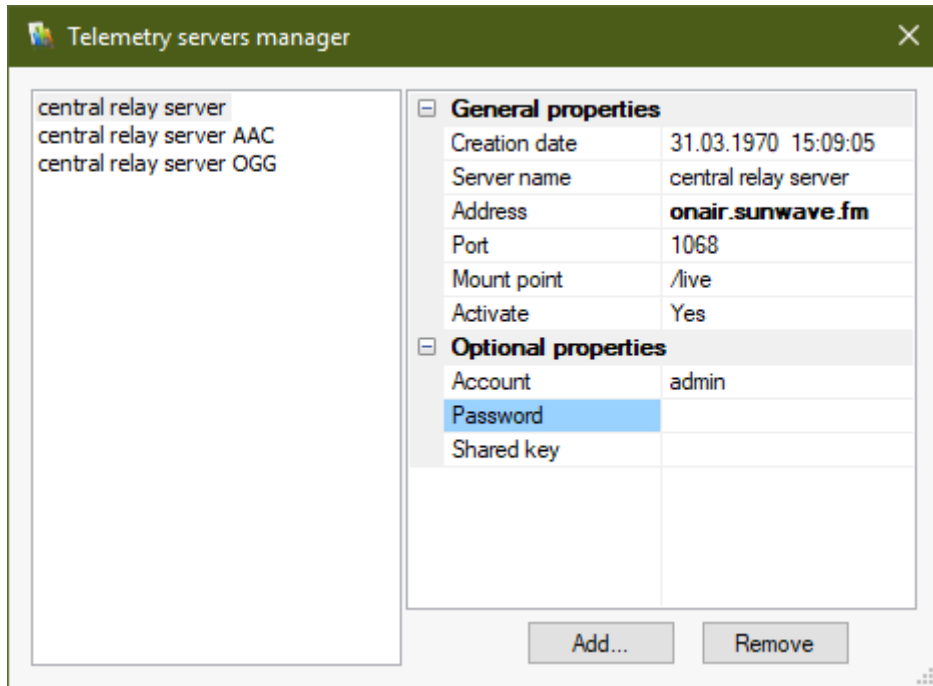 Telemetry servers manager
central relay server
central relay server AAC
central relay server OGG
General properties
Creation date 31.03.1970 15:09:05
Server name central relay server
Address onair.sunwave.fm
Port 1068
Mount point /live
Activate Yes
Optional properties
Account admin
Password
Shared key
Add... Remove